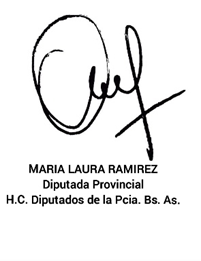 MARIA LAURA RAMIREZ
Diputada Provincial
H.C. Diputados de la Pcia. Bs. As.